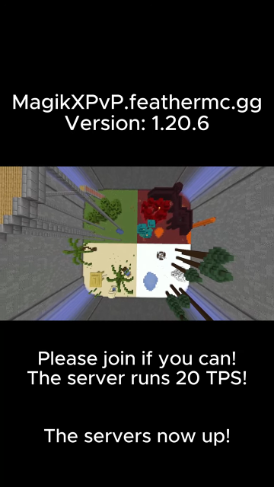 MagikXPvP.feathermc.gg
Version: 1.20.6
Please join if you can!
The server runs 20 TPS!
The servers now up!